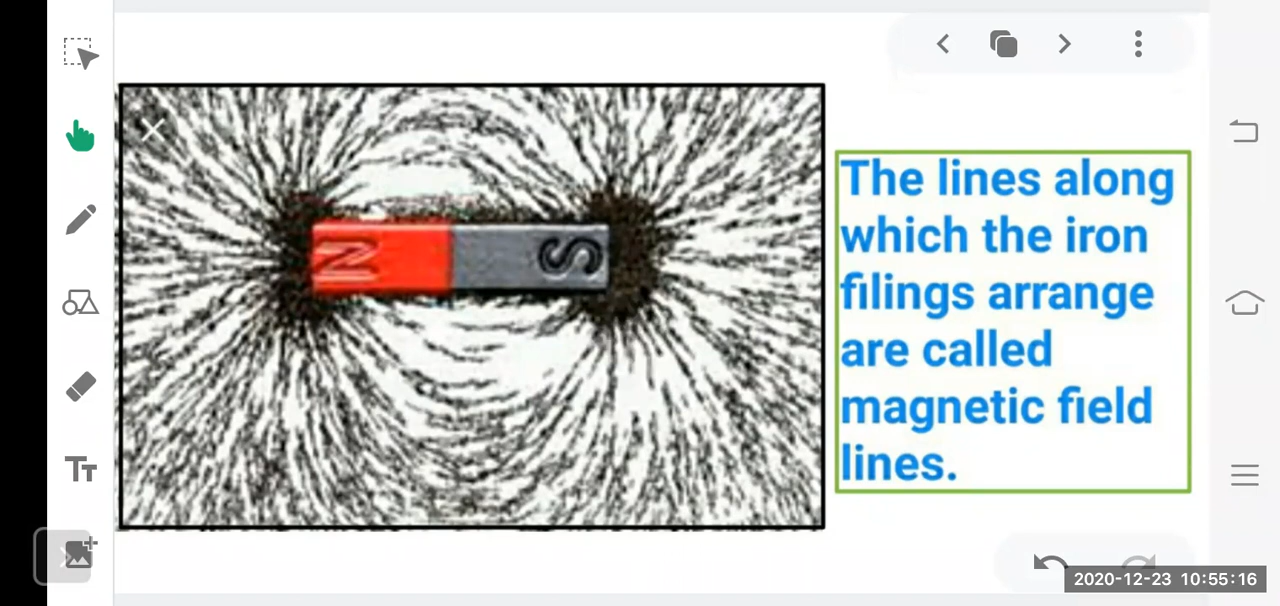 N S
The lines along
which the iron
filings arrange
are called
magnetic field
lines.
TT
2020-12-23 10:55:16